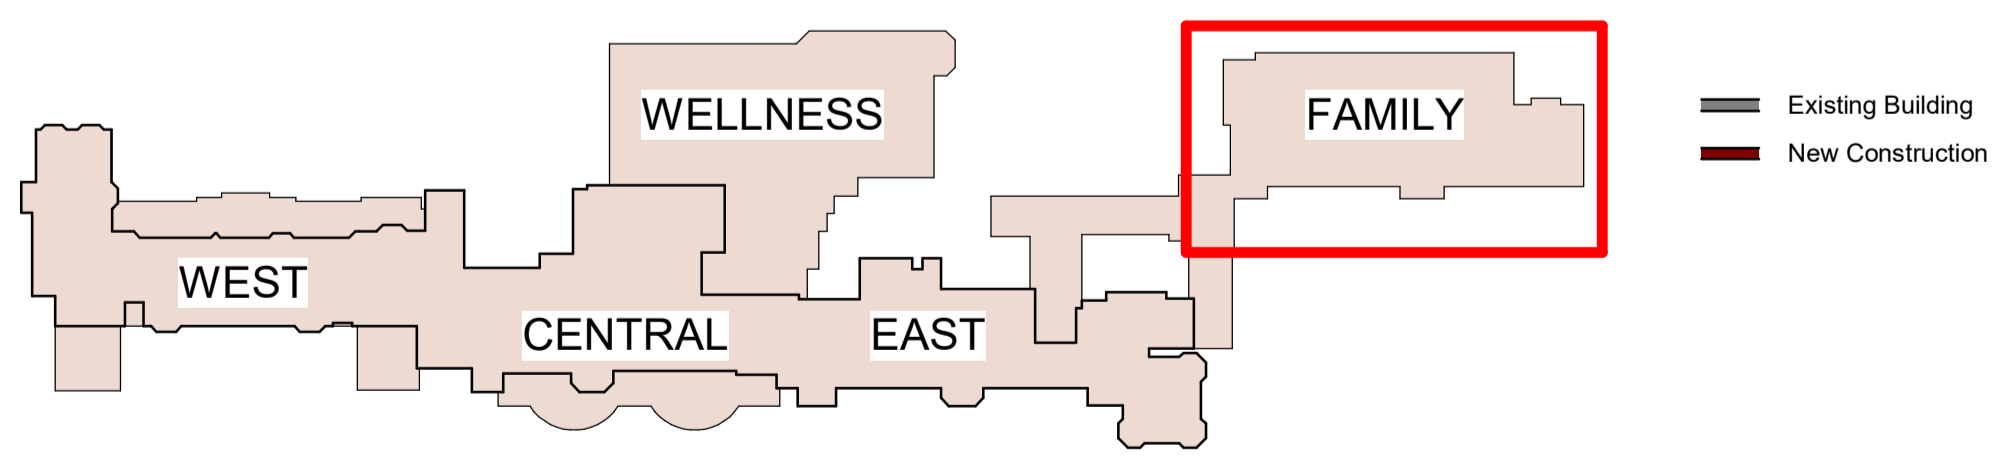 WELLNESS
FAMILY
WEST
CENTRAL
EAST
Existing Building
New Construction